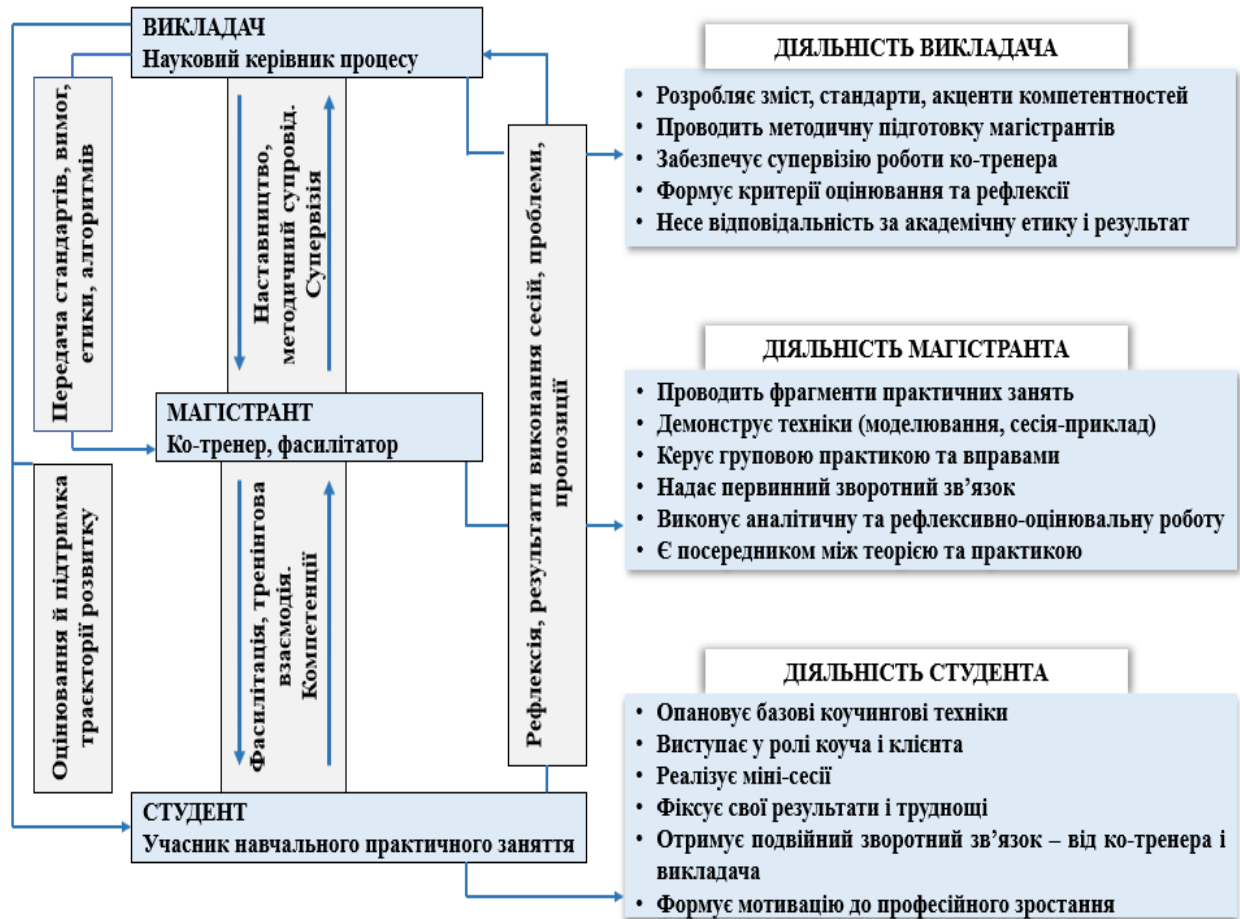 ВИКЛАДАЧ
Науковий керівник процесу
Передача стандартів, вимог,
етики, алгоритмів
Наставництво,
методичний супровід.
Супервізія
МАГІСТРАНТ
Ко-тренер, фасилітатор
Оцінювання й підтримка
траєкторії розвитку
Фасилітація, тренінгова
взаємодія.
Компетенції
СТУДЕНТ
Учасник навчального практичного заняття
Рефлексія, результати виконання сесій, проблеми,
пропозиції
ДІЯЛЬНІСТЬ ВИКЛАДАЧА
• Розробляє зміст, стандарти, акценти компетентностей
• Проводить методичну підготовку магістрантів
• Забезпечує супервізію роботи ко-тренера
• Формує критерії оцінювання та рефлексії
• Несе відповідальність за академічну етику і результат
ДІЯЛЬНІСТЬ МАГІСТРАНТА
• Проводить фрагменти практичних занять
• Демонструє техніки (моделювання, сесія-приклад)
• Керує груповою практикою та вправами
• Надає первинний зворотний зв’язок
• Виконує аналітичну та рефлексивно-оцінювальну роботу
• Є посередником між теорією та практикою
ДІЯЛЬНІСТЬ СТУДЕНТА
• Опановує базові коучингові техніки
• Виступає у ролі коуча і клієнта
• Реалізує міні-сесії
• Фіксує свої результати і труднощі
• Отримує подвійний зворотний зв’язок – від ко-тренера і
викладача
• Формує мотивацію до професійного зростання